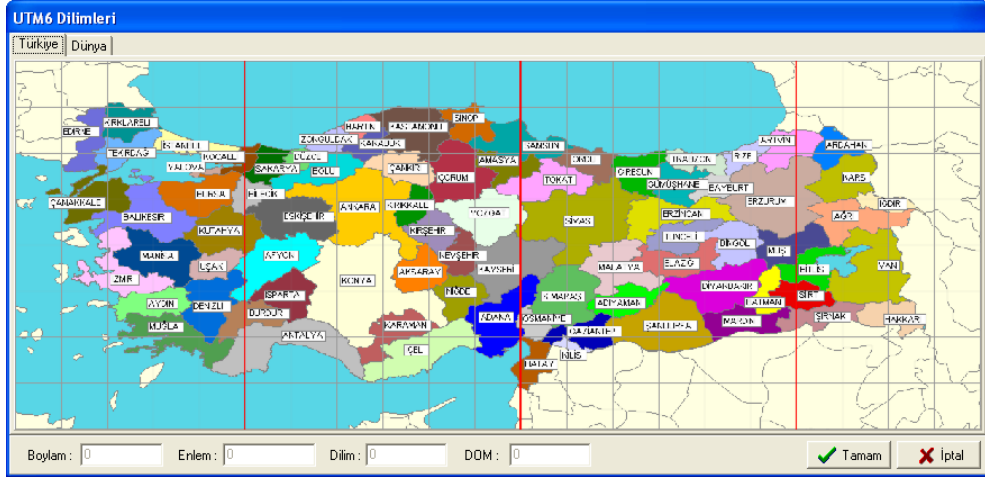 UTM6 Dilimleri
Türkiye Dünya
KIRKLARELİ
EDİRNE
TEKİRDAĞ
İSTANBUL
KOCAELİ
YALOVA
SAKARYA
DÜZCE
BOLU
ZONGULDAK
BARTIN
KARABÜK
KASTAMONU
SİNOP
ÇANKIRI
ÇORUM
AMASYA
SAMSUN
ORDU
TOKAT
GİRESUN
TRABZON
RİZE
ARTVİN
ARDAHAN
KARS
IĞDIR
AĞRI
GÜMÜŞHANE
BAYBURT
ERZURUM
ERZİNCAN
ÇANAKKALE
BALIKESİR
BURSA
BİLECİK
ESKİŞEHİR
ANKARA
KIRIKKALE
YOZGAT
SİVAS
KÜTAHYA
KIRŞEHİR
TUNCELİ
BİNGÖL
MUŞ
MANİSA
UŞAK
AFYON
NEVŞEHİR
KAYSERİ
MALATYA
ELAZIĞ
BİTLİS
VAN
İZMİR
KONYA
AKSARAY
NİĞDE
DİYARBAKIR
BATMAN
SİİRT
AYDIN
DENİZLİ
ISPARTA
BURDUR
K.MARAŞ
ADIYAMAN
MUĞLA
ANTALYA
KARAMAN
ADANA
OSMANİYE
GAZİANTEP
ŞANLIURFA
MARDİN
ŞIRNAK
HAKKARİ
İÇEL
HATAY
KİLİS
Boylam : 0 Enlem : 0 Dilim : 0 DOM : 0 Tamam İptal